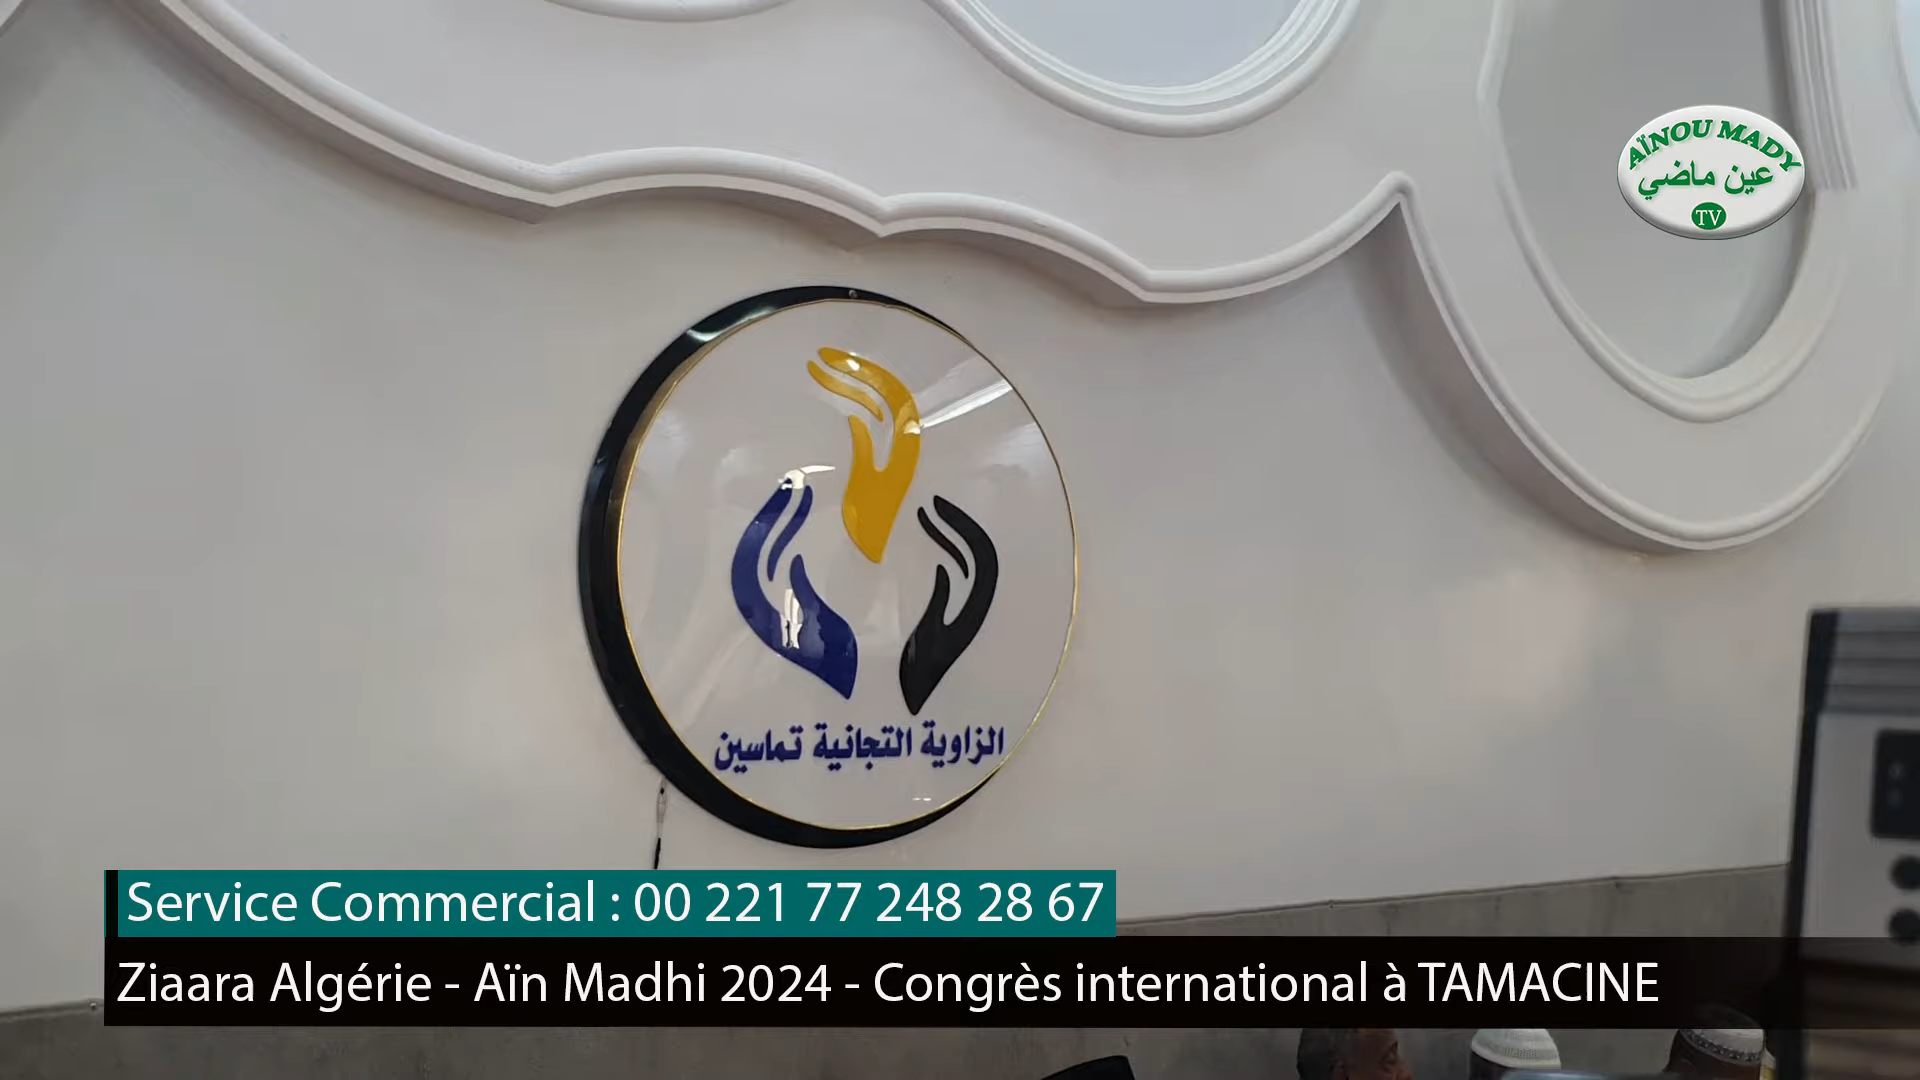 AÏNOU MADY
عين ماضي
TV
الزاوية التجانية تماسين
Service Commercial : 00 221 77 248 28 67
Ziaara Algérie - Aïn Madhi 2024 - Congrès international à TAMACINE